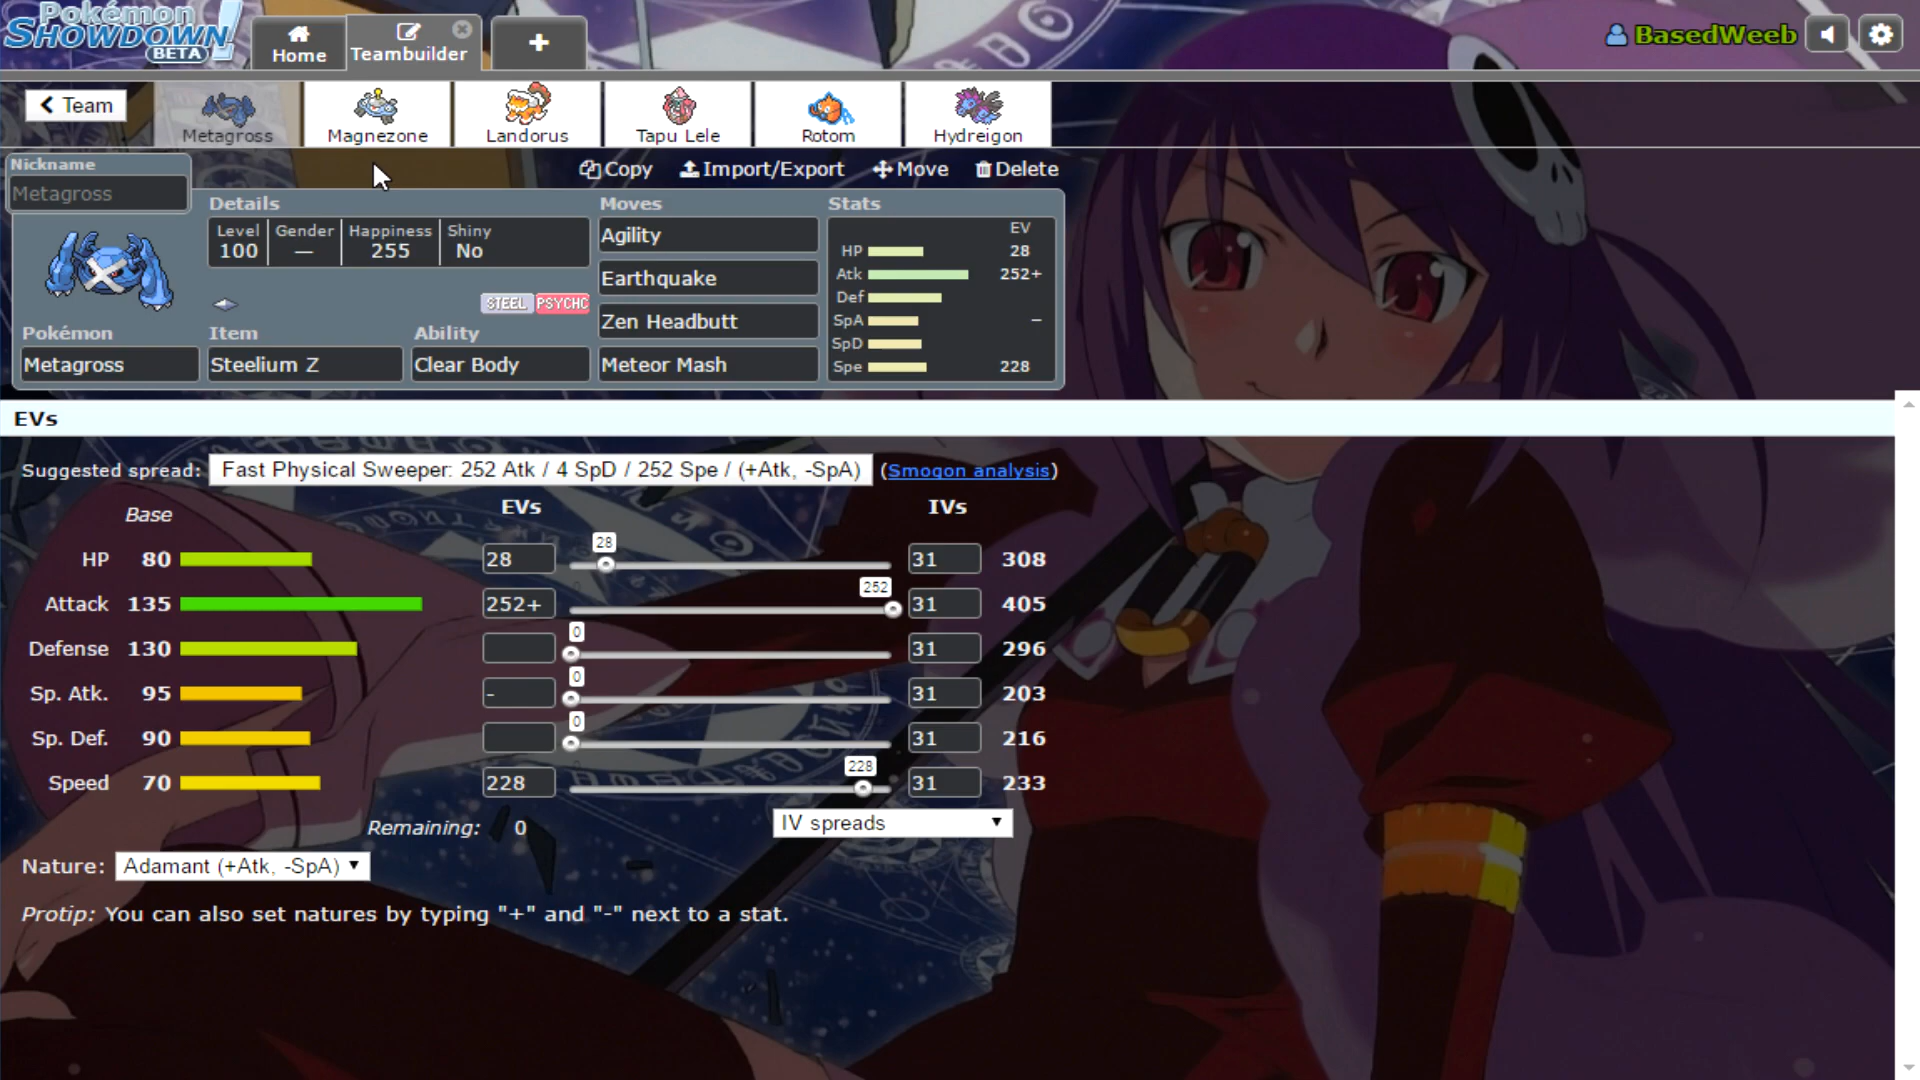 Pokémon
SHOWDOWN!
BETA
Home
Teambuilder
+
BasedWeeb
Team
Metagross
Magnezone
Landorus
Tapu Lele
Rotom
Hydreigon
Copy
Import/Export
Move
Delete
Nickname
Metagross
Details
Level
100
Gender
—
Happiness
255
Shiny
No
STEEL
PSYCHC
Pokémon
Metagross
Item
Steelium Z
Ability
Clear Body
Moves
Agility
Earthquake
Zen Headbutt
Meteor Mash
Stats
EV
HP 28
Atk 252+
Def
SpA −
SpD
Spe 228
EVs
Suggested spread: Fast Physical Sweeper: 252 Atk / 4 SpD / 252 Spe / (+Atk, -SpA) (Smogon analysis)
Base EVs IVs
HP 80 28 28 31 308
Attack 135 252+ 252 31 405
Defense 130 0 31 296
Sp. Atk. 95 - 0 31 203
Sp. Def. 90 0 31 216
Speed 70 228 228 31 233
Remaining: 0 IV spreads
Nature: Adamant (+Atk, -SpA)
Protip: You can also set natures by typing "+" and "-" next to a stat.